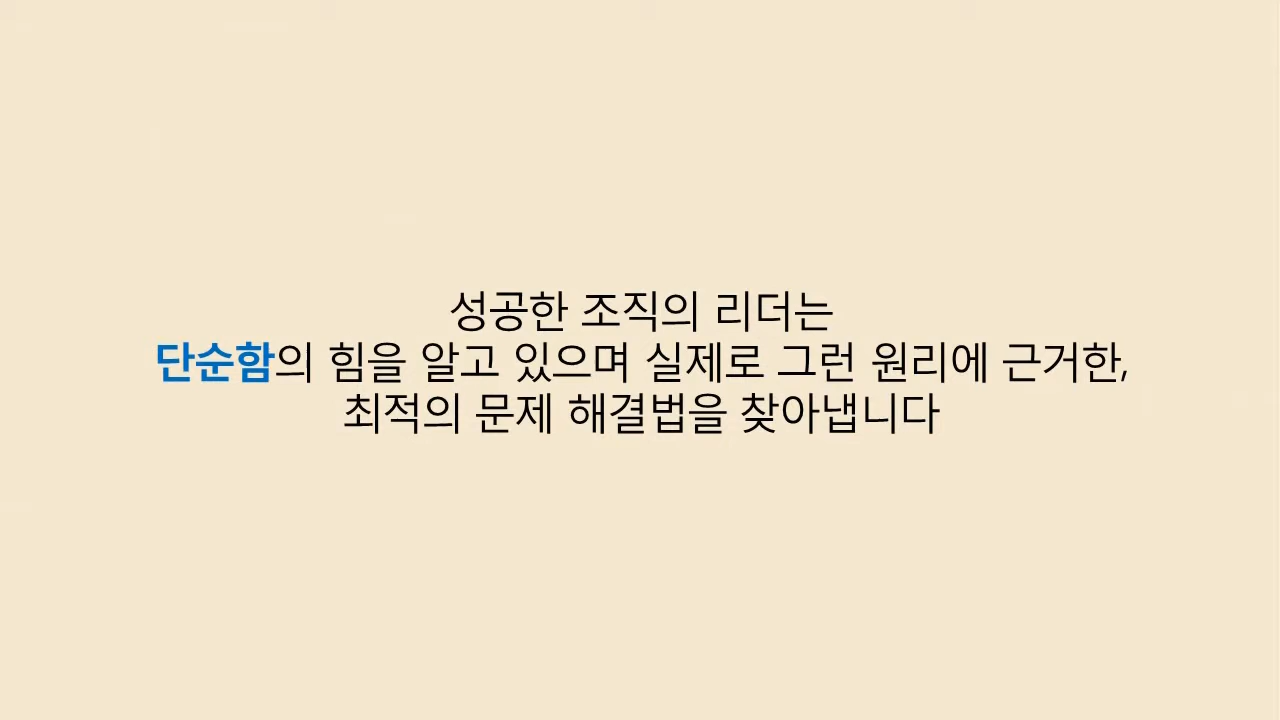 성공한 조직의 리더는
단순함의 힘을 알고 있으며 실제로 그런 원리에 근거한,
최적의 문제 해결법을 찾아냅니다